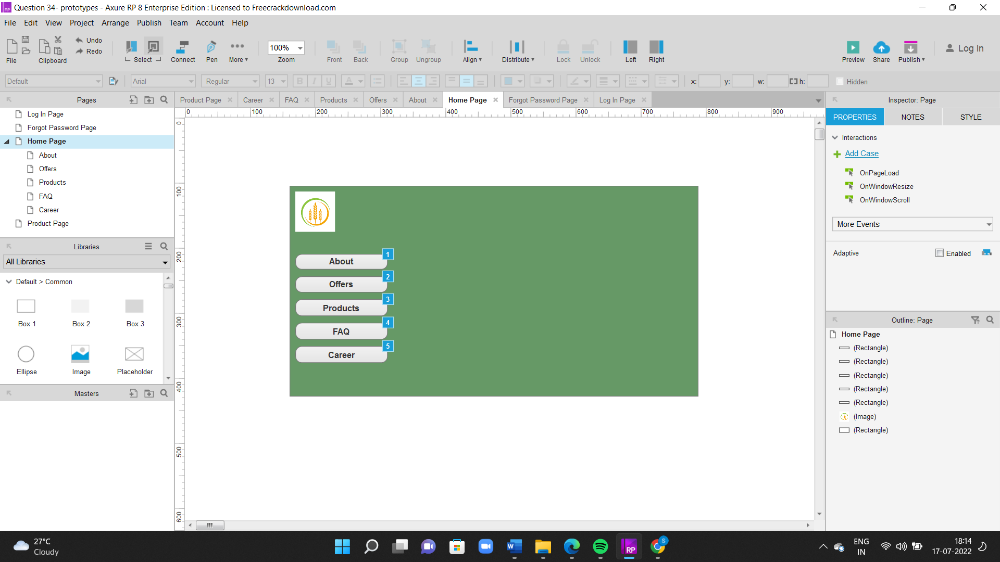 Question 34- prototypes - Axure RP 8 Enterprise Edition : Licensed to Freecrackdownload.com
File Edit View Project Arrange Publish Team Account Help
Undo
Redo
File Clipboard Select Connect Pen More 100% Zoom Front Back Group Ungroup Align Distribute Lock Unlock Left Right Preview Share Publish Log In
Default Arial Regular 13 B I U A x: y: w: h: Hidden
Pages
Log In Page
Forgot Password Page
Home Page
About
Offers
Products
FAQ
Career
Product Page
Libraries
All Libraries
Default > Common
Box 1 Box 2 Box 3
Ellipse Image Placeholder
Masters
Product Page Career FAQ Products Offers About Home Page Forgot Password Page Log In Page
0 100 200 300 400 500 600 700 800 900
0
100
200
300
400
500
600
About 1
Offers 2
Products 3
FAQ 4
Career 5
Inspector: Page
PROPERTIES NOTES STYLE
Interactions
Add Case
OnPageLoad
OnWindowResize
OnWindowScroll
More Events
Adaptive Enabled
Outline: Page
Home Page
(Rectangle)
(Rectangle)
(Rectangle)
(Rectangle)
(Rectangle)
(Image)
(Rectangle)
27°C
Cloudy
W
RP
S
ENG
IN
18:14
17-07-2022